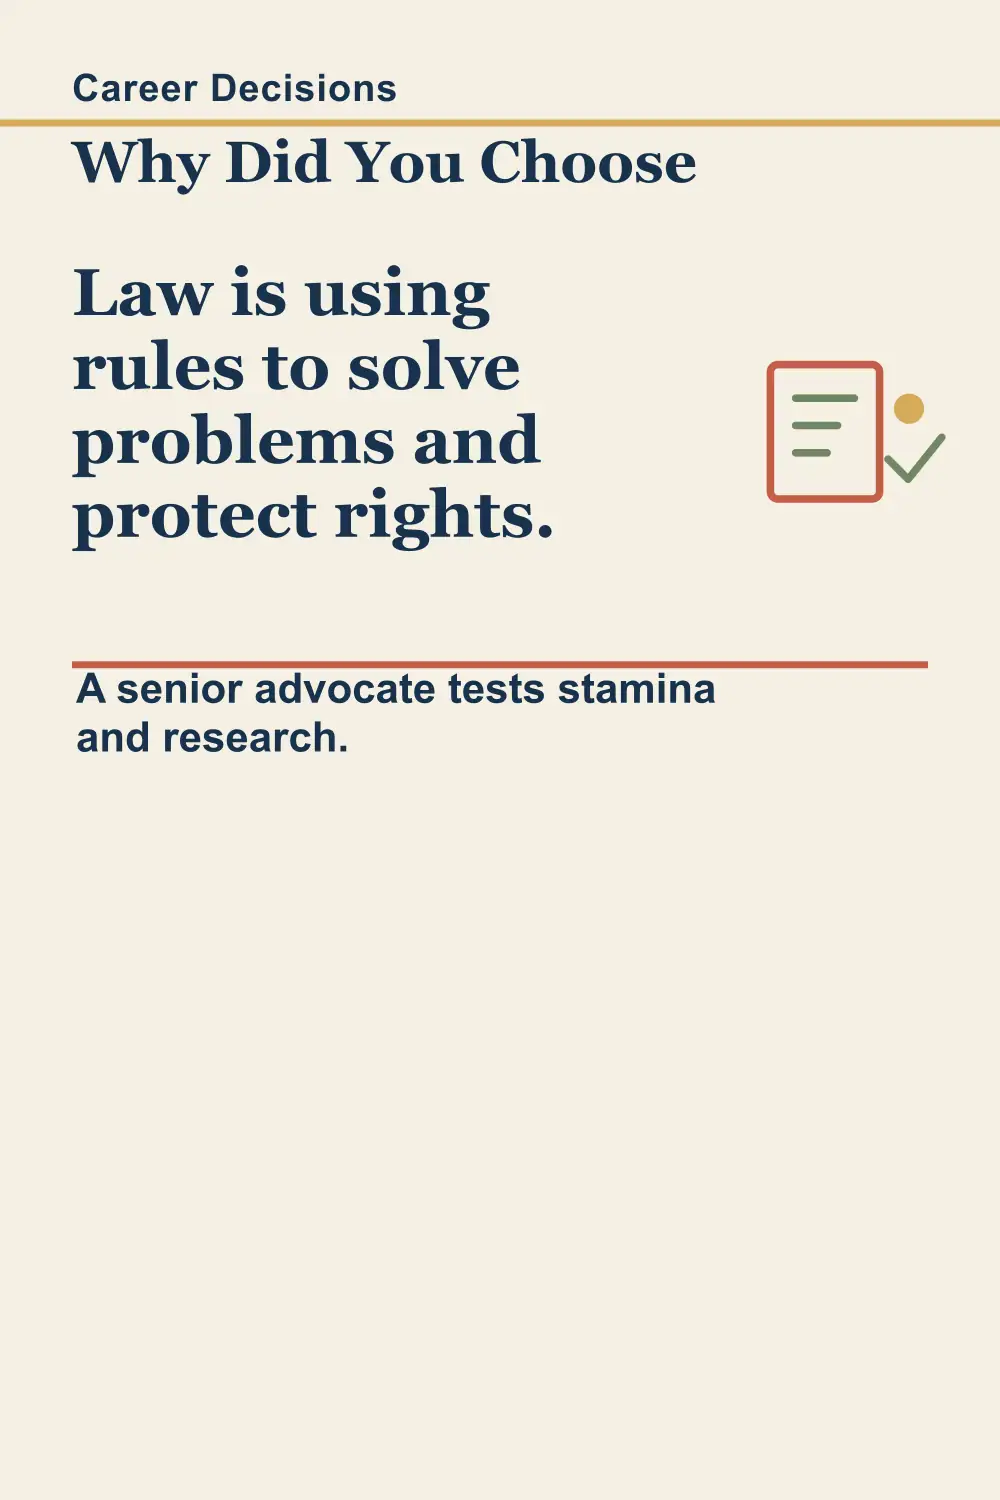 Career Decisions
Why Did You Choose
Law is using
rules to solve
problems and
protect rights.
A senior advocate tests stamina
and research.